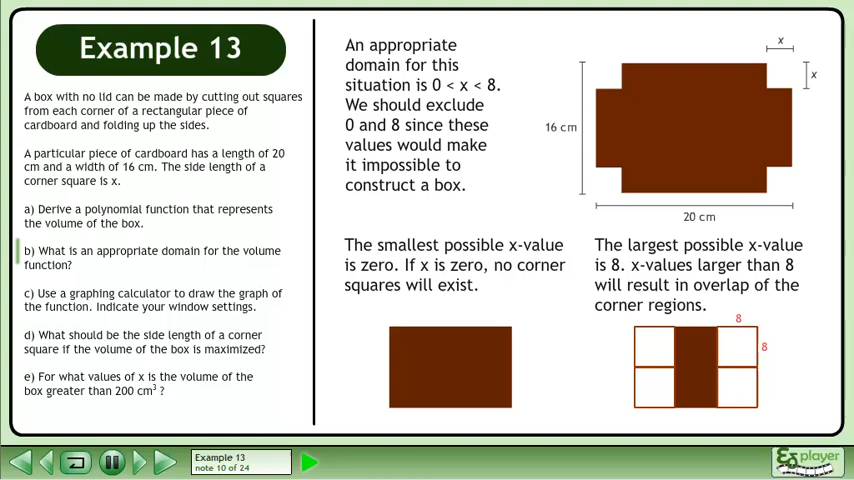 Example 13
A box with no lid can be made by cutting out squares
from each corner of a rectangular piece of
cardboard and folding up the sides.
A particular piece of cardboard has a length of 20
cm and a width of 16 cm. The side length of a
corner square is x.
a) Derive a polynomial function that represents
the volume of the box.
b) What is an appropriate domain for the volume
function?
c) Use a graphing calculator to draw the graph of
the function. Indicate your window settings.
d) What should be the side length of a corner
square if the volume of the box is maximized?
e) For what values of x is the volume of the
box greater than 200 cm³ ?
An appropriate
domain for this
situation is 0 < x < 8.
We should exclude
0 and 8 since these
values would make
it impossible to
construct a box.
x
x
16 cm
20 cm
The smallest possible x-value
is zero. If x is zero, no corner
squares will exist.
The largest possible x-value
is 8. x-values larger than 8
will result in overlap of the
corner regions.
8
8
Example 13
note 10 of 24
player